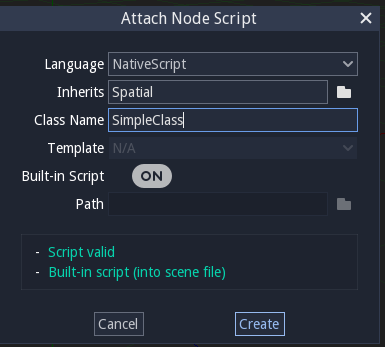 Attach Node Script
Language NativeScript
Inherits Spatial
Class Name SimpleClass
Template N/A
Built-in Script ON
Path
- Script valid
- Built-in script (into scene file)
Cancel Create